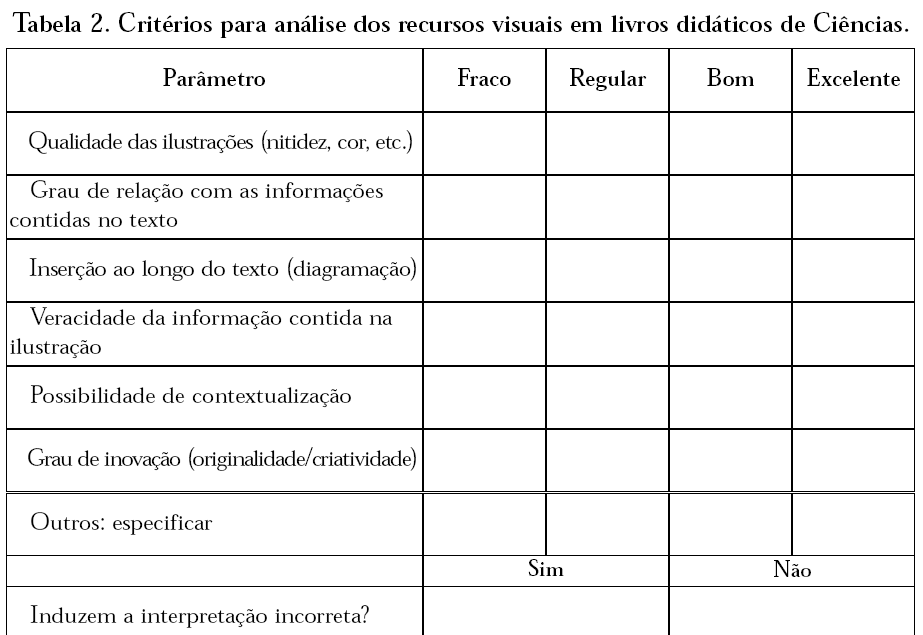 Tabela 2. Critérios para análise dos recursos visuais em livros didáticos de Ciências.
Parâmetro Fraco Regular Bom Excelente
Qualidade das ilustrações (nitidez, cor, etc.)
Grau de relação com as informações
contidas no texto
Inserção ao longo do texto (diagramação)
Veracidade da informação contida na
ilustração
Possibilidade de contextualização
Grau de inovação (originalidade/criatividade)
Outros: especificar
Sim Não
Induzem a interpretação incorreta?